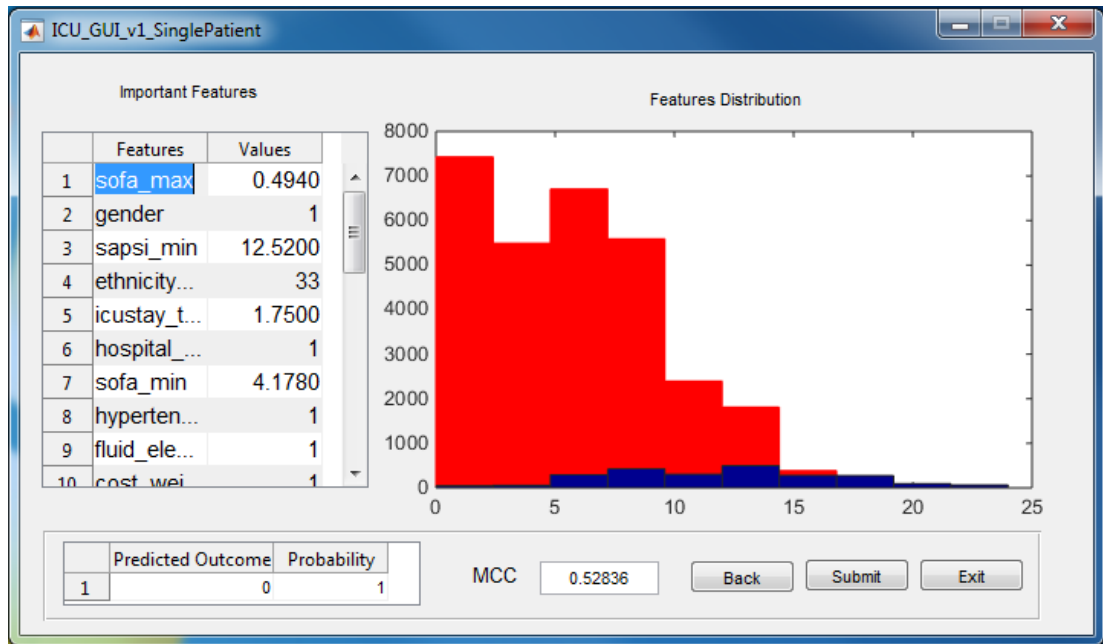 ICU_GUI_v1_SinglePatient
Important Features
Features Distribution
Features Values
1 sofa_max 0.4940
2 gender 1
3 sapsi_min 12.5200
4 ethnicity... 33
5 icustay_t... 1.7500
6 hospital_... 1
7 sofa_min 4.1780
8 hyperten... 1
9 fluid_ele... 1
10 cost_wei 1
8000
7000
6000
5000
4000
3000
2000
1000
0
0 5 10 15 20 25
Predicted Outcome Probability
1 0 1
MCC 0.52836 Back Submit Exit